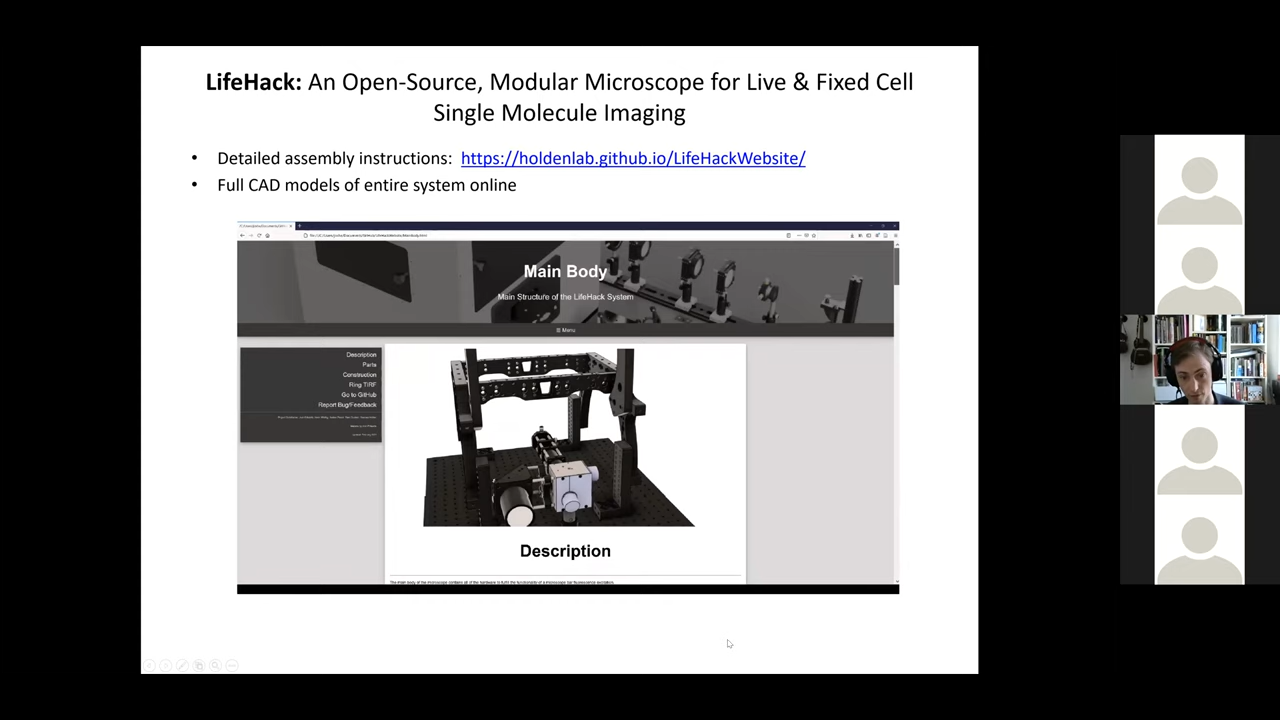 LifeHack: An Open-Source, Modular Microscope for Live & Fixed Cell
Single Molecule Imaging
• Detailed assembly instructions: https://holdenlab.github.io/LifeHackWebsite/
• Full CAD models of entire system online
Main Body
Main Structure of the LifeHack System
☰ Menu
Description
Parts
Construction
Ring TIRF
Go to GitHub
Report Bug/Feedback
Description